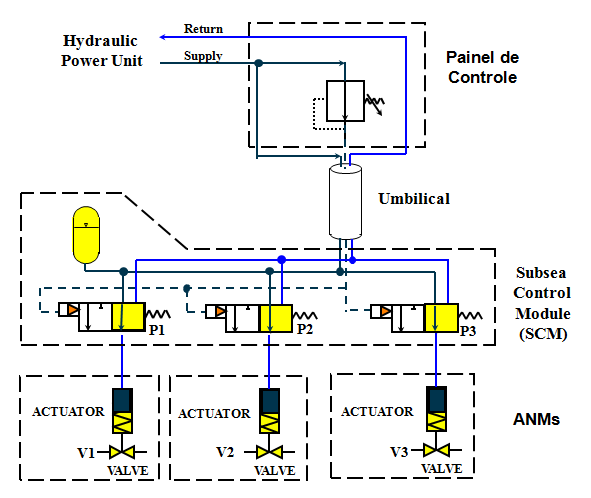 Return
Hydraulic
Power Unit
Supply
Painel de
Controle
Umbilical
Subsea
Control
Module
(SCM)
P1
P2
P3
ACTUATOR
ACTUATOR
ACTUATOR
ANMs
V1
V2
V3
VALVE
VALVE
VALVE